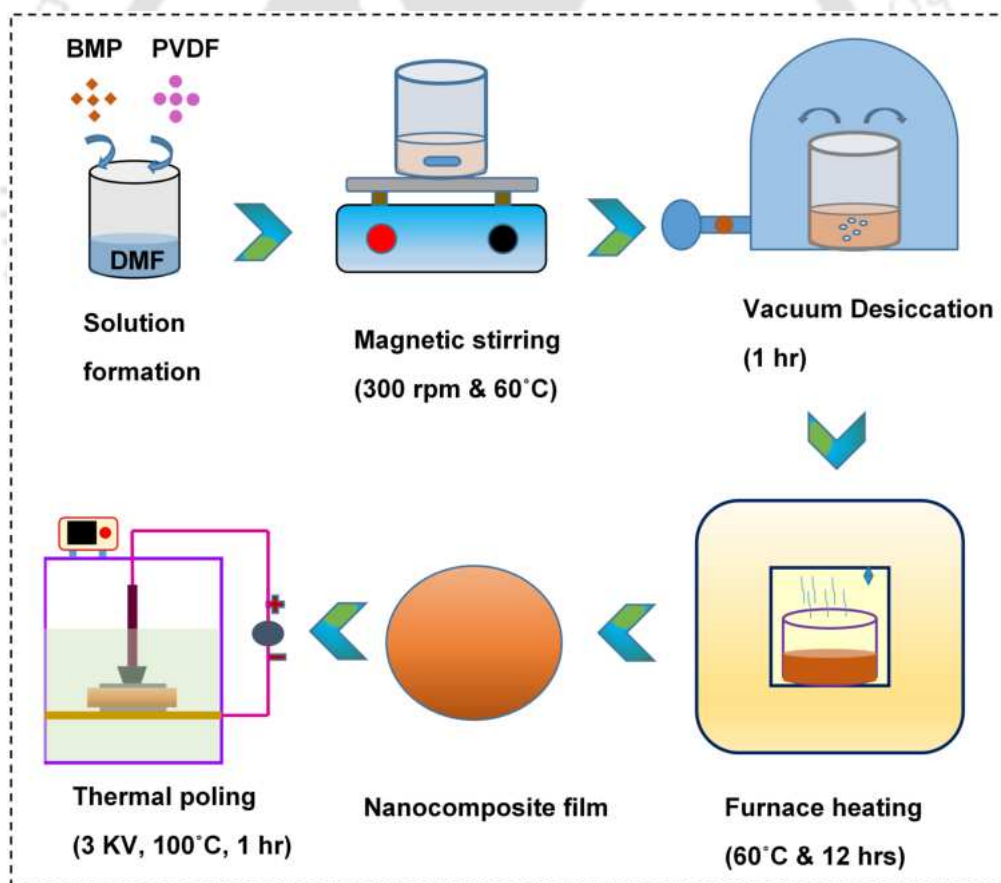 BMP PVDF
DMF
Solution
formation
Magnetic stirring
(300 rpm & 60˚C)
Vacuum Desiccation
(1 hr)
Thermal poling
(3 KV, 100˚C, 1 hr)
Nanocomposite film
Furnace heating
(60˚C & 12 hrs)